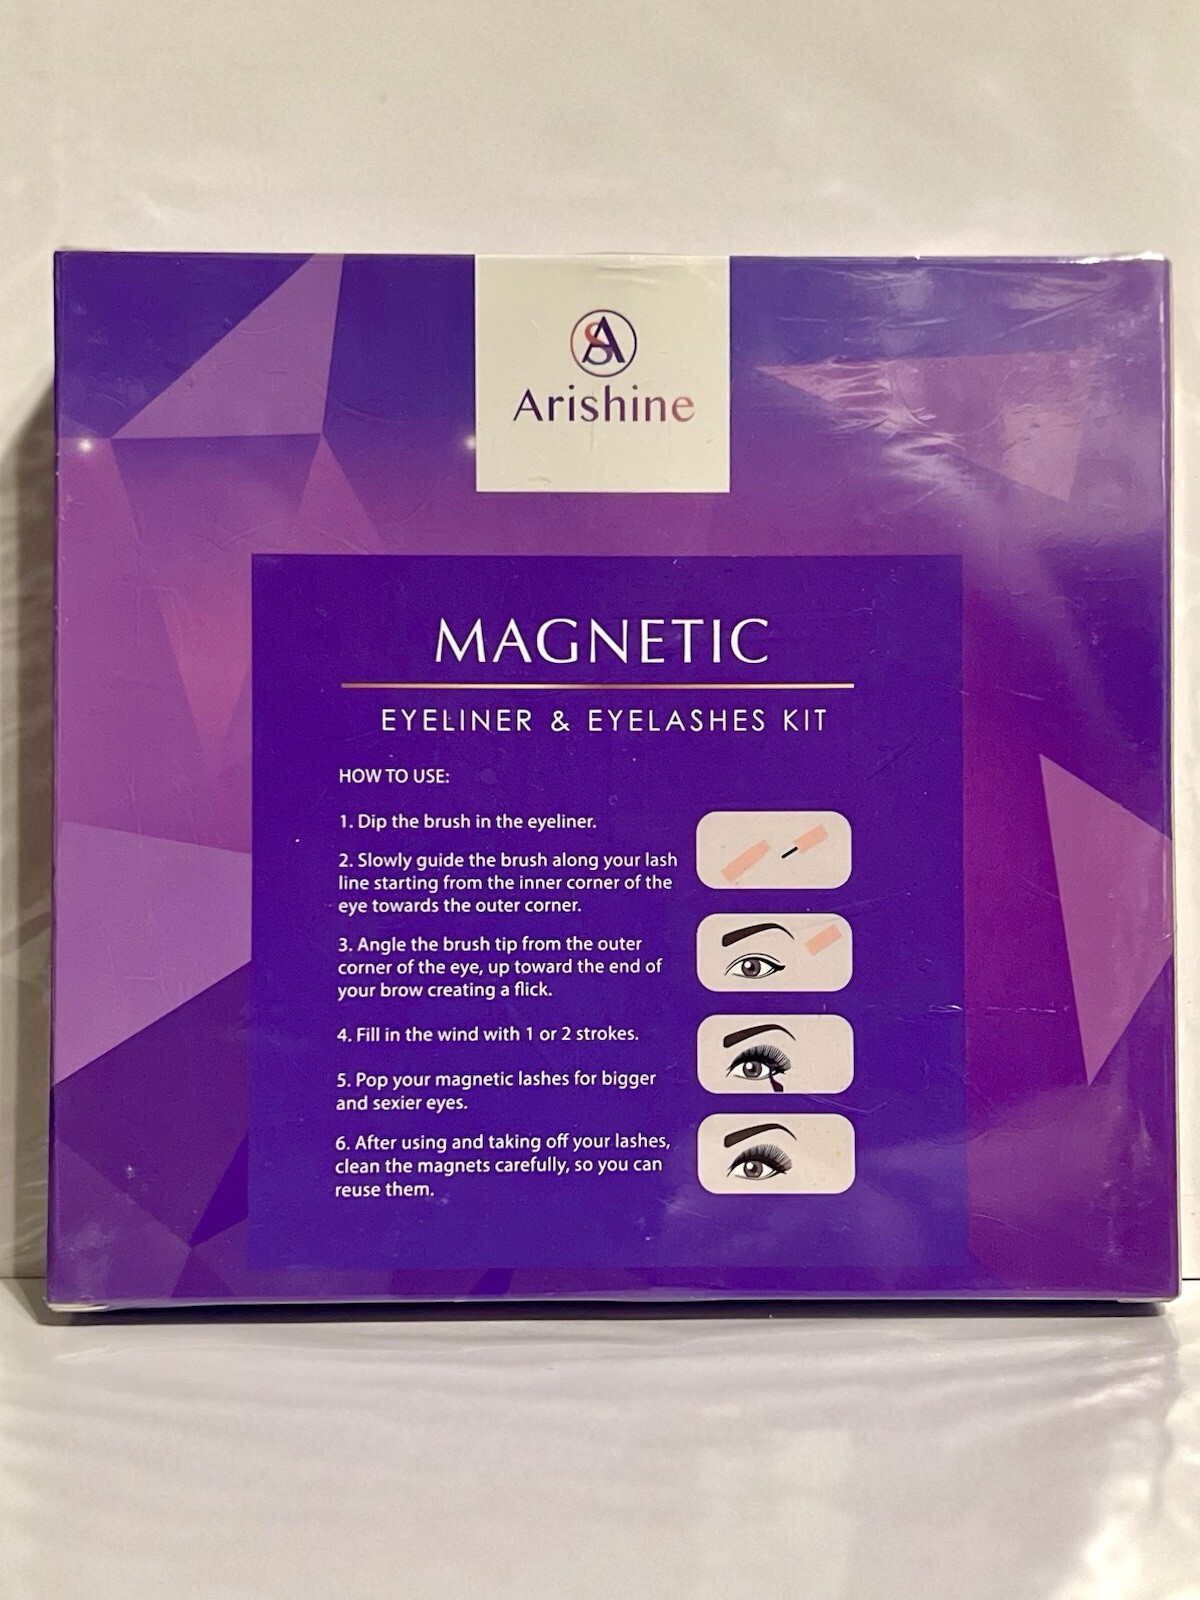 SA
Arishine
MAGNETIC
EYELINER & EYELASHES KIT
HOW TO USE:
1. Dip the brush in the eyeliner.
2. Slowly guide the brush along your lash
line starting from the inner corner of the
eye towards the outer corner.
3. Angle the brush tip from the outer
corner of the eye, up toward the end of
your brow creating a flick.
4. Fill in the wind with 1 or 2 strokes.
5. Pop your magnetic lashes for bigger
and sexier eyes.
6. After using and taking off your lashes,
clean the magnets carefully, so you can
reuse them.